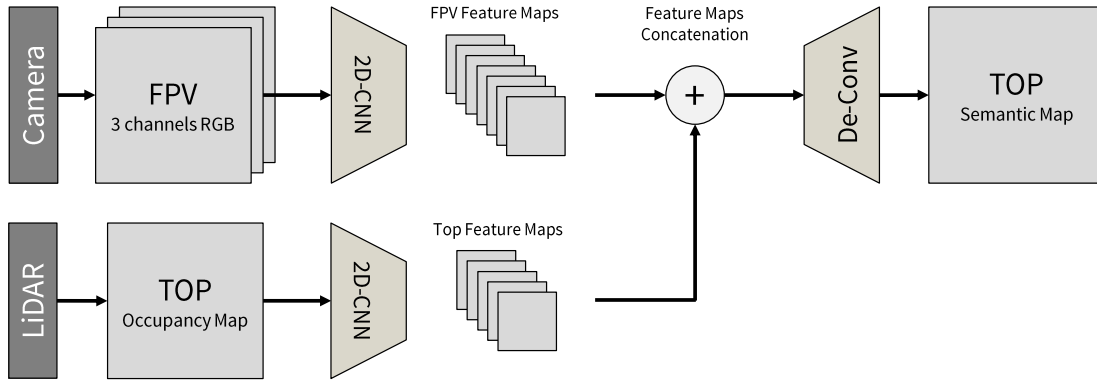 Camera
FPV
3 channels RGB
2D-CNN
FPV Feature Maps
Feature Maps
Concatenation
+
De-Conv
TOP
Semantic Map
LiDAR
TOP
Occupancy Map
2D-CNN
Top Feature Maps